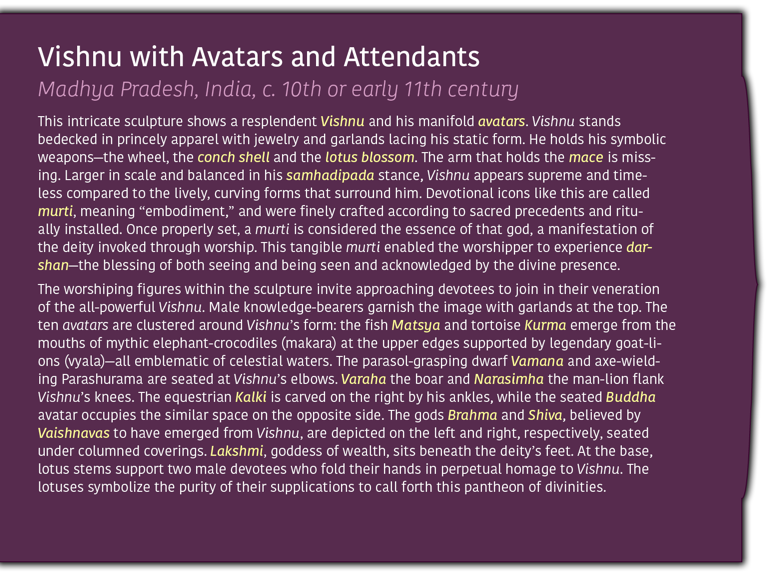 Vishnu with Avatars and Attendants
Madhya Pradesh, India, c. 10th or early 11th century
This intricate sculpture shows a resplendent Vishnu and his manifold avatars. Vishnu stands
bedecked in princely apparel with jewelry and garlands lacing his static form. He holds his symbolic
weapons—the wheel, the conch shell and the lotus blossom. The arm that holds the mace is miss-
ing. Larger in scale and balanced in his samhadipada stance, Vishnu appears supreme and time-
less compared to the lively, curving forms that surround him. Devotional icons like this are called
murti, meaning “embodiment,” and were finely crafted according to sacred precedents and ritu-
ally installed. Once properly set, a murti is considered the essence of that god, a manifestation of
the deity invoked through worship. This tangible murti enabled the worshipper to experience dar-
shan—the blessing of both seeing and being seen and acknowledged by the divine presence.
The worshiping figures within the sculpture invite approaching devotees to join in their veneration
of the all-powerful Vishnu. Male knowledge-bearers garnish the image with garlands at the top. The
ten avatars are clustered around Vishnu’s form: the fish Matsya and tortoise Kurma emerge from the
mouths of mythic elephant-crocodiles (makara) at the upper edges supported by legendary goat-li-
ons (vyala)—all emblematic of celestial waters. The parasol-grasping dwarf Vamana and axe-wield-
ing Parashurama are seated at Vishnu’s elbows. Varaha the boar and Narasimha the man-lion flank
Vishnu’s knees. The equestrian Kalki is carved on the right by his ankles, while the seated Buddha
avatar occupies the similar space on the opposite side. The gods Brahma and Shiva, believed by
Vaishnavas to have emerged from Vishnu, are depicted on the left and right, respectively, seated
under columned coverings. Lakshmi, goddess of wealth, sits beneath the deity’s feet. At the base,
lotus stems support two male devotees who fold their hands in perpetual homage to Vishnu. The
lotuses symbolize the purity of their supplications to call forth this pantheon of divinities.